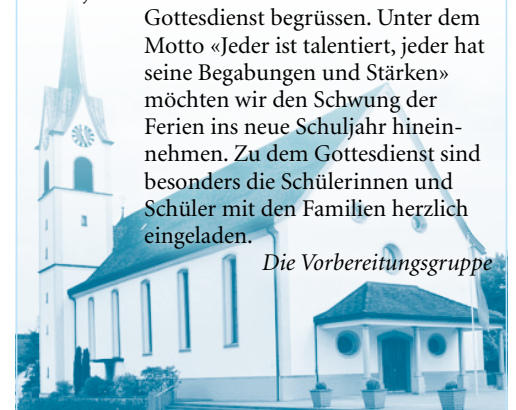 Gottesdienst begrüssen. Unter dem
Motto «Jeder ist talentiert, jeder hat
seine Begabungen und Stärken»
möchten wir den Schwung der
Ferien ins neue Schuljahr hinein-
nehmen. Zu dem Gottesdienst sind
besonders die Schülerinnen und
Schüler mit den Familien herzlich
eingeladen.
Die Vorbereitungsgruppe